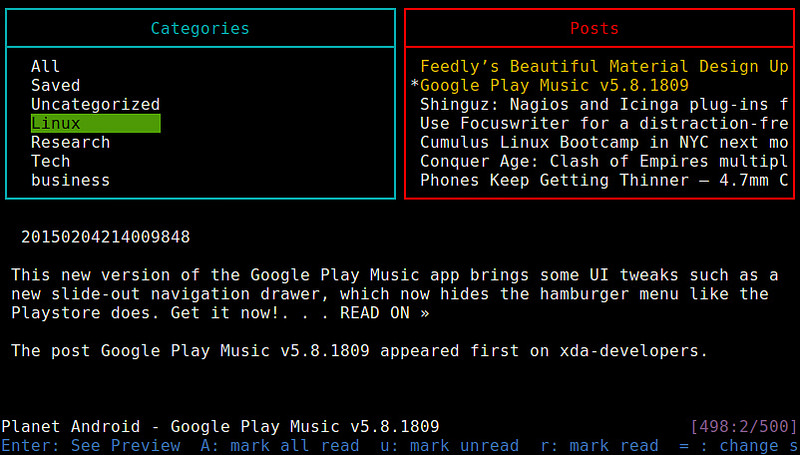 Categories
All
Saved
Uncategorized
Linux
Research
Tech
business
Posts
Feedly’s Beautiful Material Design Up
*Google Play Music v5.8.1809
Shinguz: Nagios and Icinga plug-ins f
Use Focuswriter for a distraction-fre
Cumulus Linux Bootcamp in NYC next mo
Conquer Age: Clash of Empires multipl
Phones Keep Getting Thinner — 4.7mm C
20150204214009848
This new version of the Google Play Music app brings some UI tweaks such as a
new slide-out navigation drawer, which now hides the hamburger menu like the
Playstore does. Get it now!. . . READ ON »
The post Google Play Music v5.8.1809 appeared first on xda-developers.
Planet Android - Google Play Music v5.8.1809 [498:2/500]
Enter: See Preview  A: mark all read  u: mark unread  r: mark read  = : change s